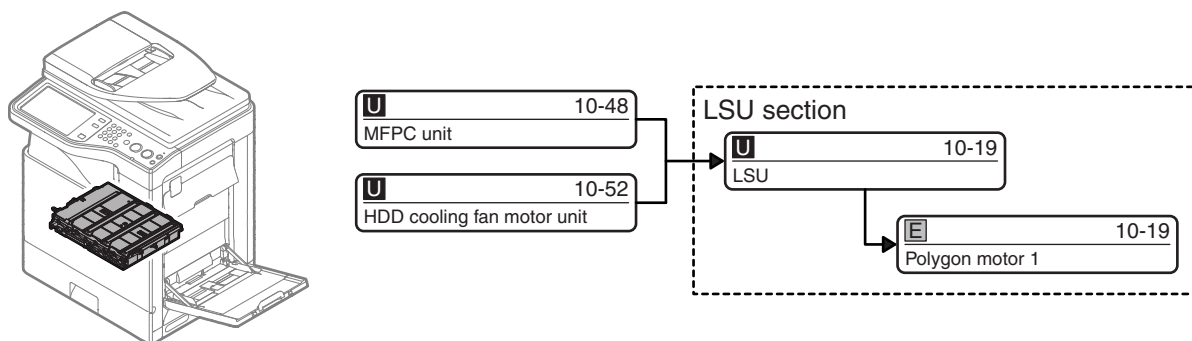 U 10-48
MFPC unit
U 10-52
HDD cooling fan motor unit
LSU section
U 10-19
LSU
E 10-19
Polygon motor 1